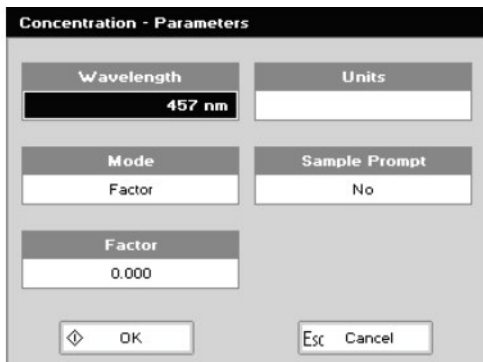 Concentration - Parameters
Wavelength
457 nm
Units
Mode
Factor
Sample Prompt
No
Factor
0.000
OK
Esc Cancel